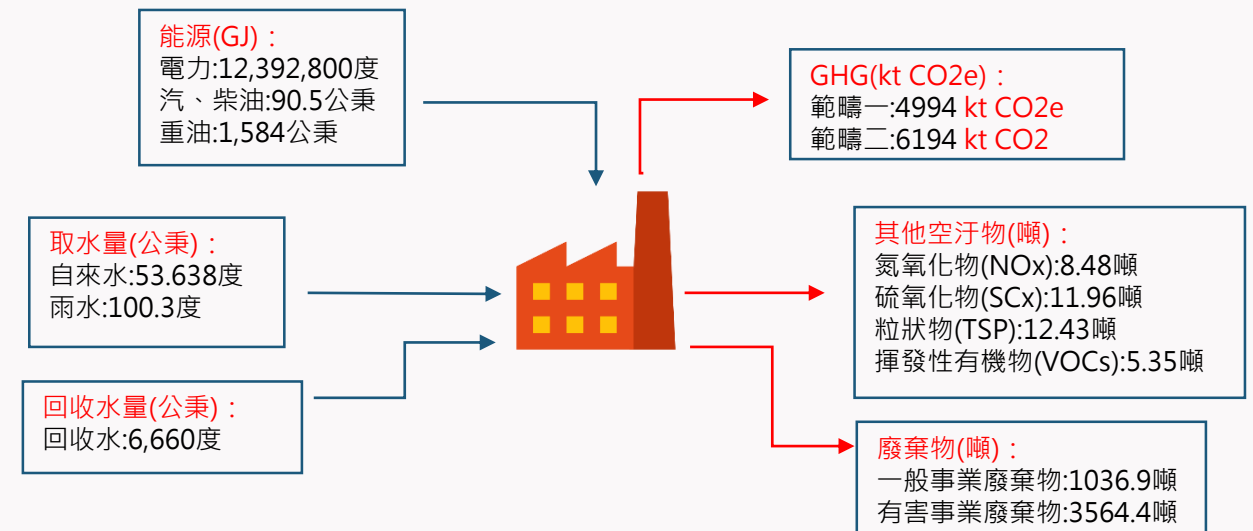 能源(GJ)：
電力:12,392,800度
汽、柴油:90.5公秉
重油:1,584公秉
GHG(kt CO2e)：
範疇一:4994 kt CO2e
範疇二:6194 kt CO2
取水量(公秉)：
自來水:53.638度
雨水:100.3度
其他空汙物(噸)：
氮氧化物(NOx):8.48噸
硫氧化物(SCx):11.96噸
粒狀物(TSP):12.43噸
揮發性有機物(VOCs):5.35噸
回收水量(公秉)：
回收水:6,660度
廢棄物(噸)：
一般事業廢棄物:1036.9噸
有害事業廢棄物:3564.4噸